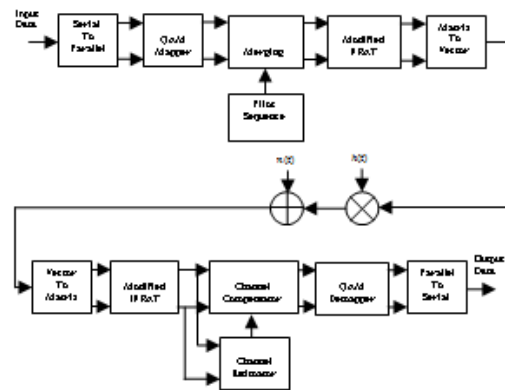 Input
Data
Serial
To
Parallel
QAM
Mapper
Merging
Modified
FRAT
Matrix
To
Vector
Pilot
Sequence
n(t)
h(t)
Vector
To
Matrix
Modified
IFRAT
Channel
Compensator
QAM
Demapper
Parallel
To
Serial
Output
Data
Channel
Estimator